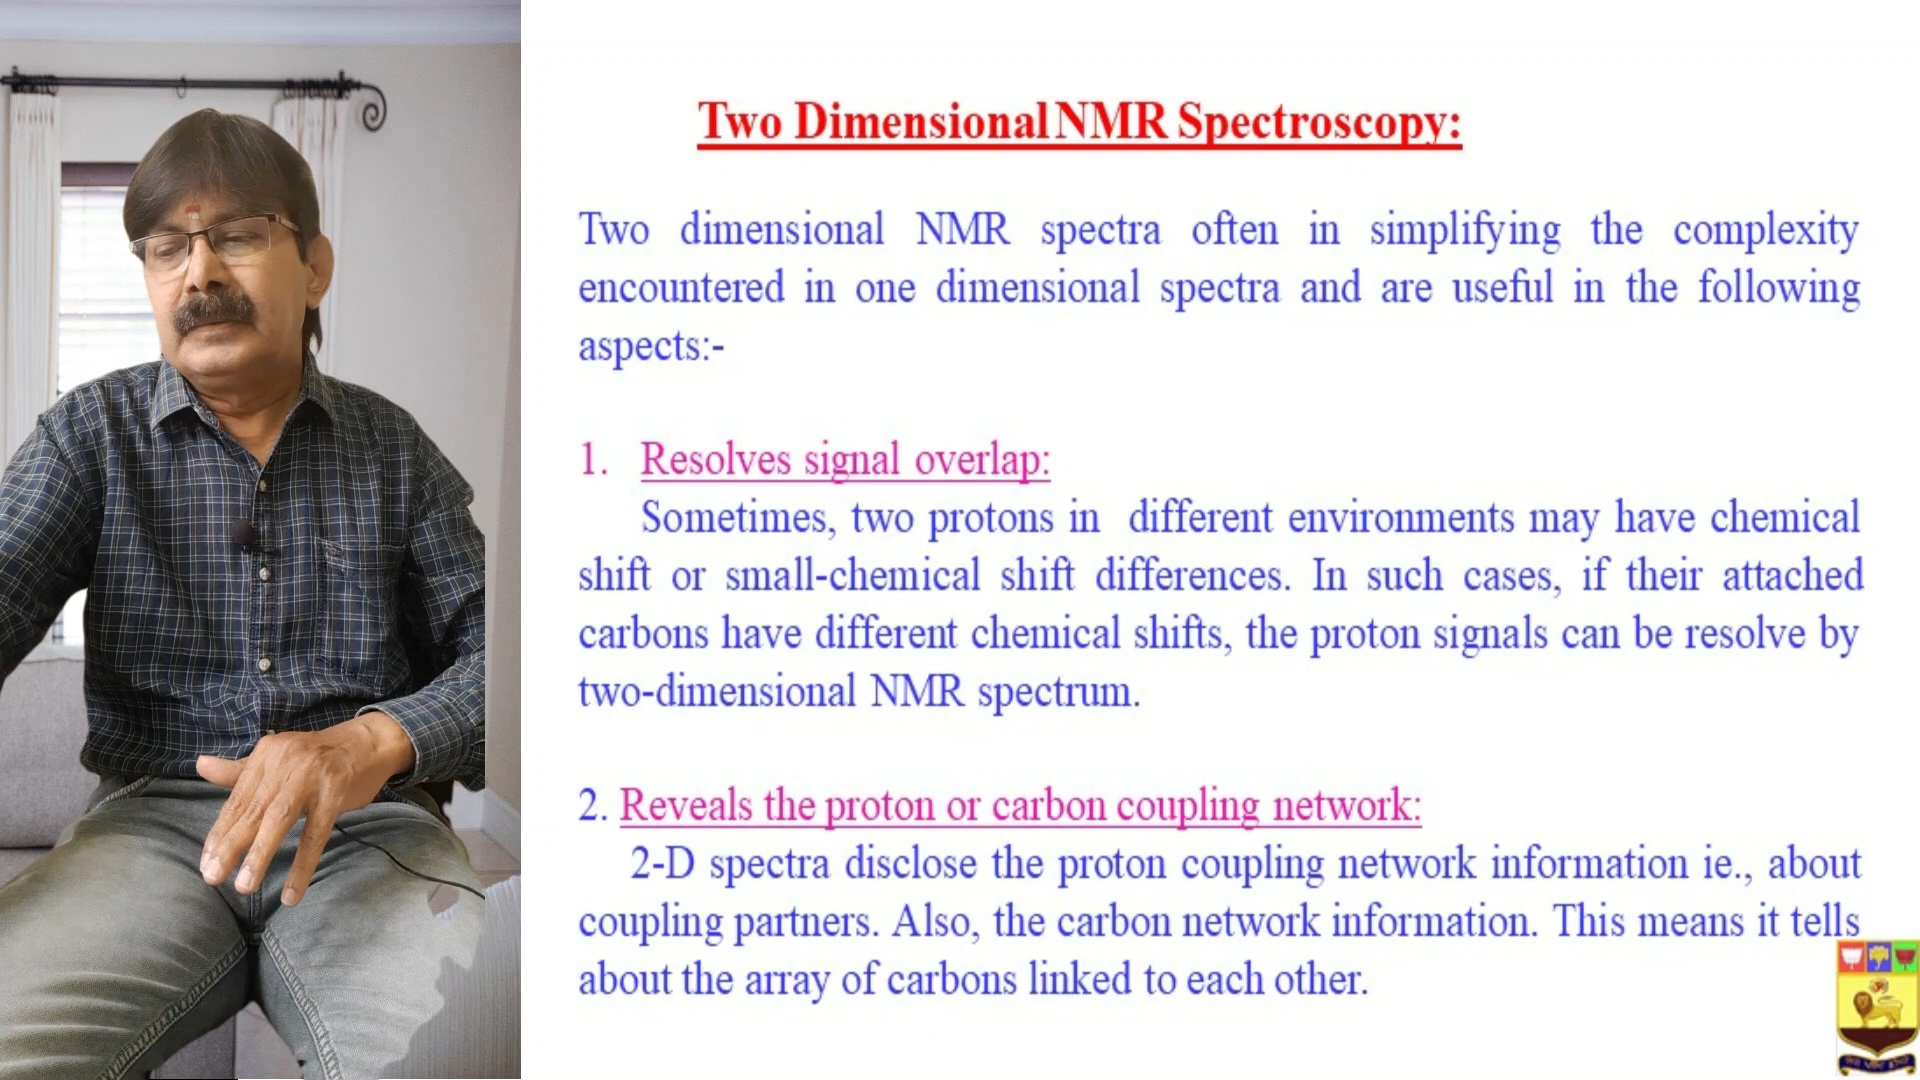 Two Dimensional NMR Spectroscopy:
Two dimensional NMR spectra often in simplifying the complexity
encountered in one dimensional spectra and are useful in the following
aspects:-
1. Resolves signal overlap:
Sometimes, two protons in different environments may have chemical
shift or small-chemical shift differences. In such cases, if their attached
carbons have different chemical shifts, the proton signals can be resolve by
two-dimensional NMR spectrum.
2. Reveals the proton or carbon coupling network:
2-D spectra disclose the proton coupling network information ie., about
coupling partners. Also, the carbon network information. This means it tells
about the array of carbons linked to each other.